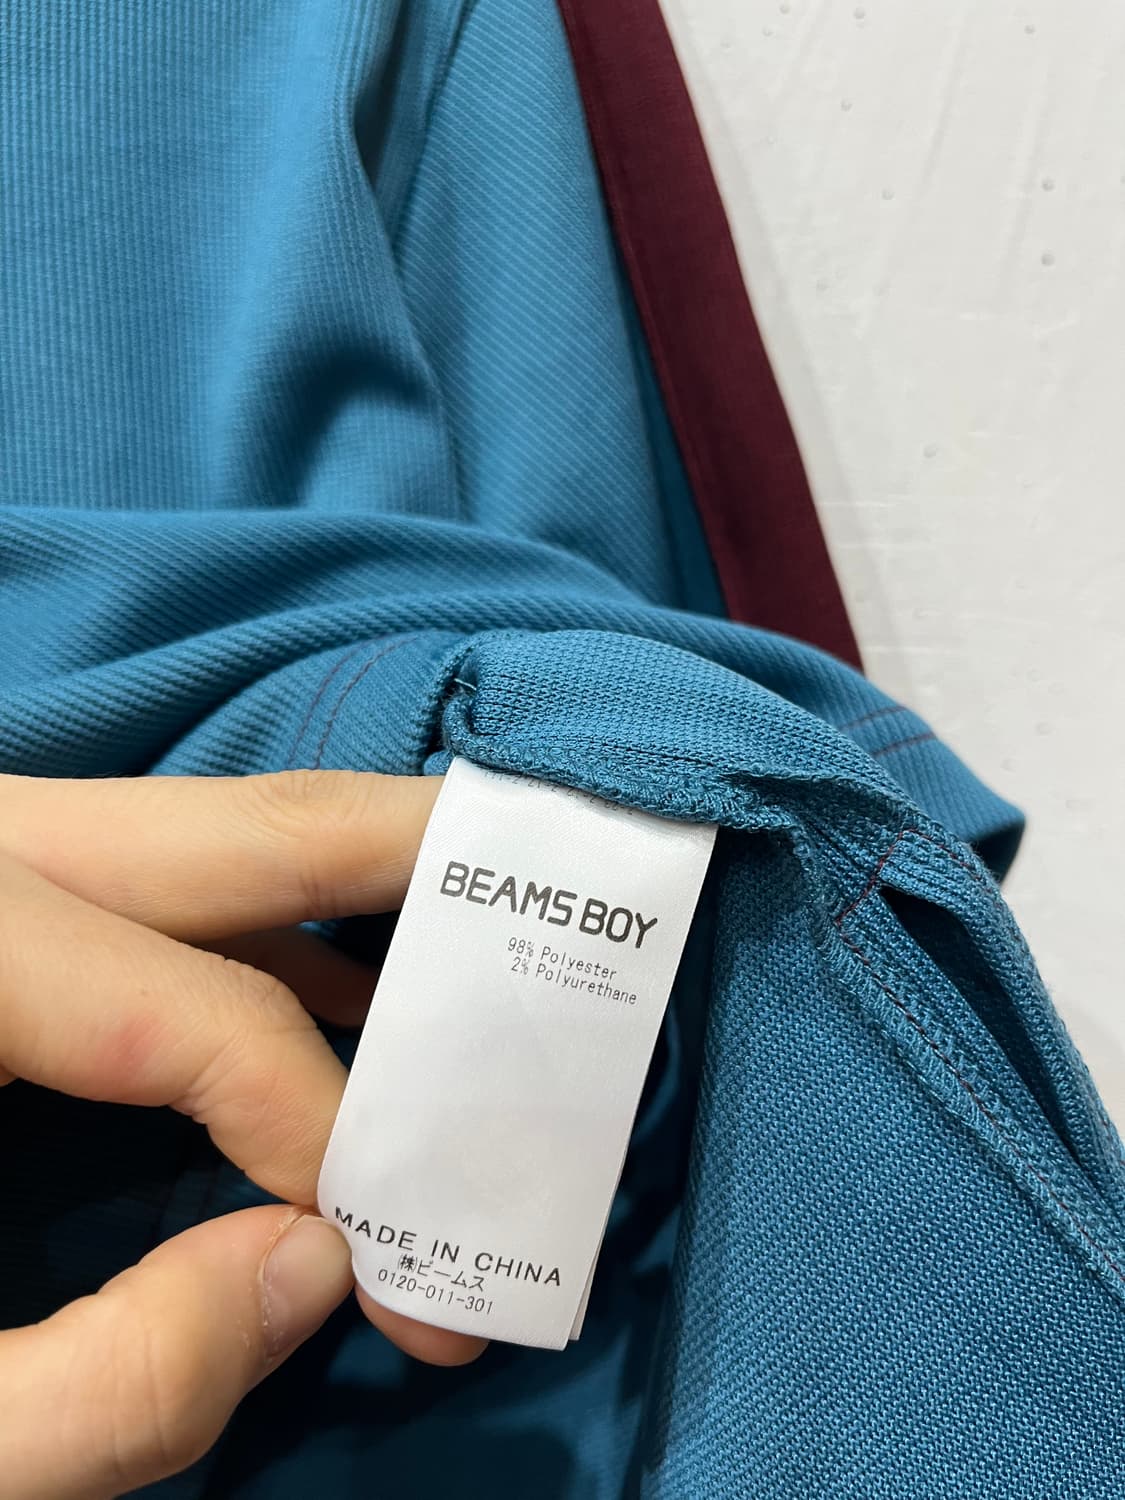 BEAMS BOY
98% Polyester
2% Polyurethane
MADE IN CHINA
㈱ビームス
0120-011-301